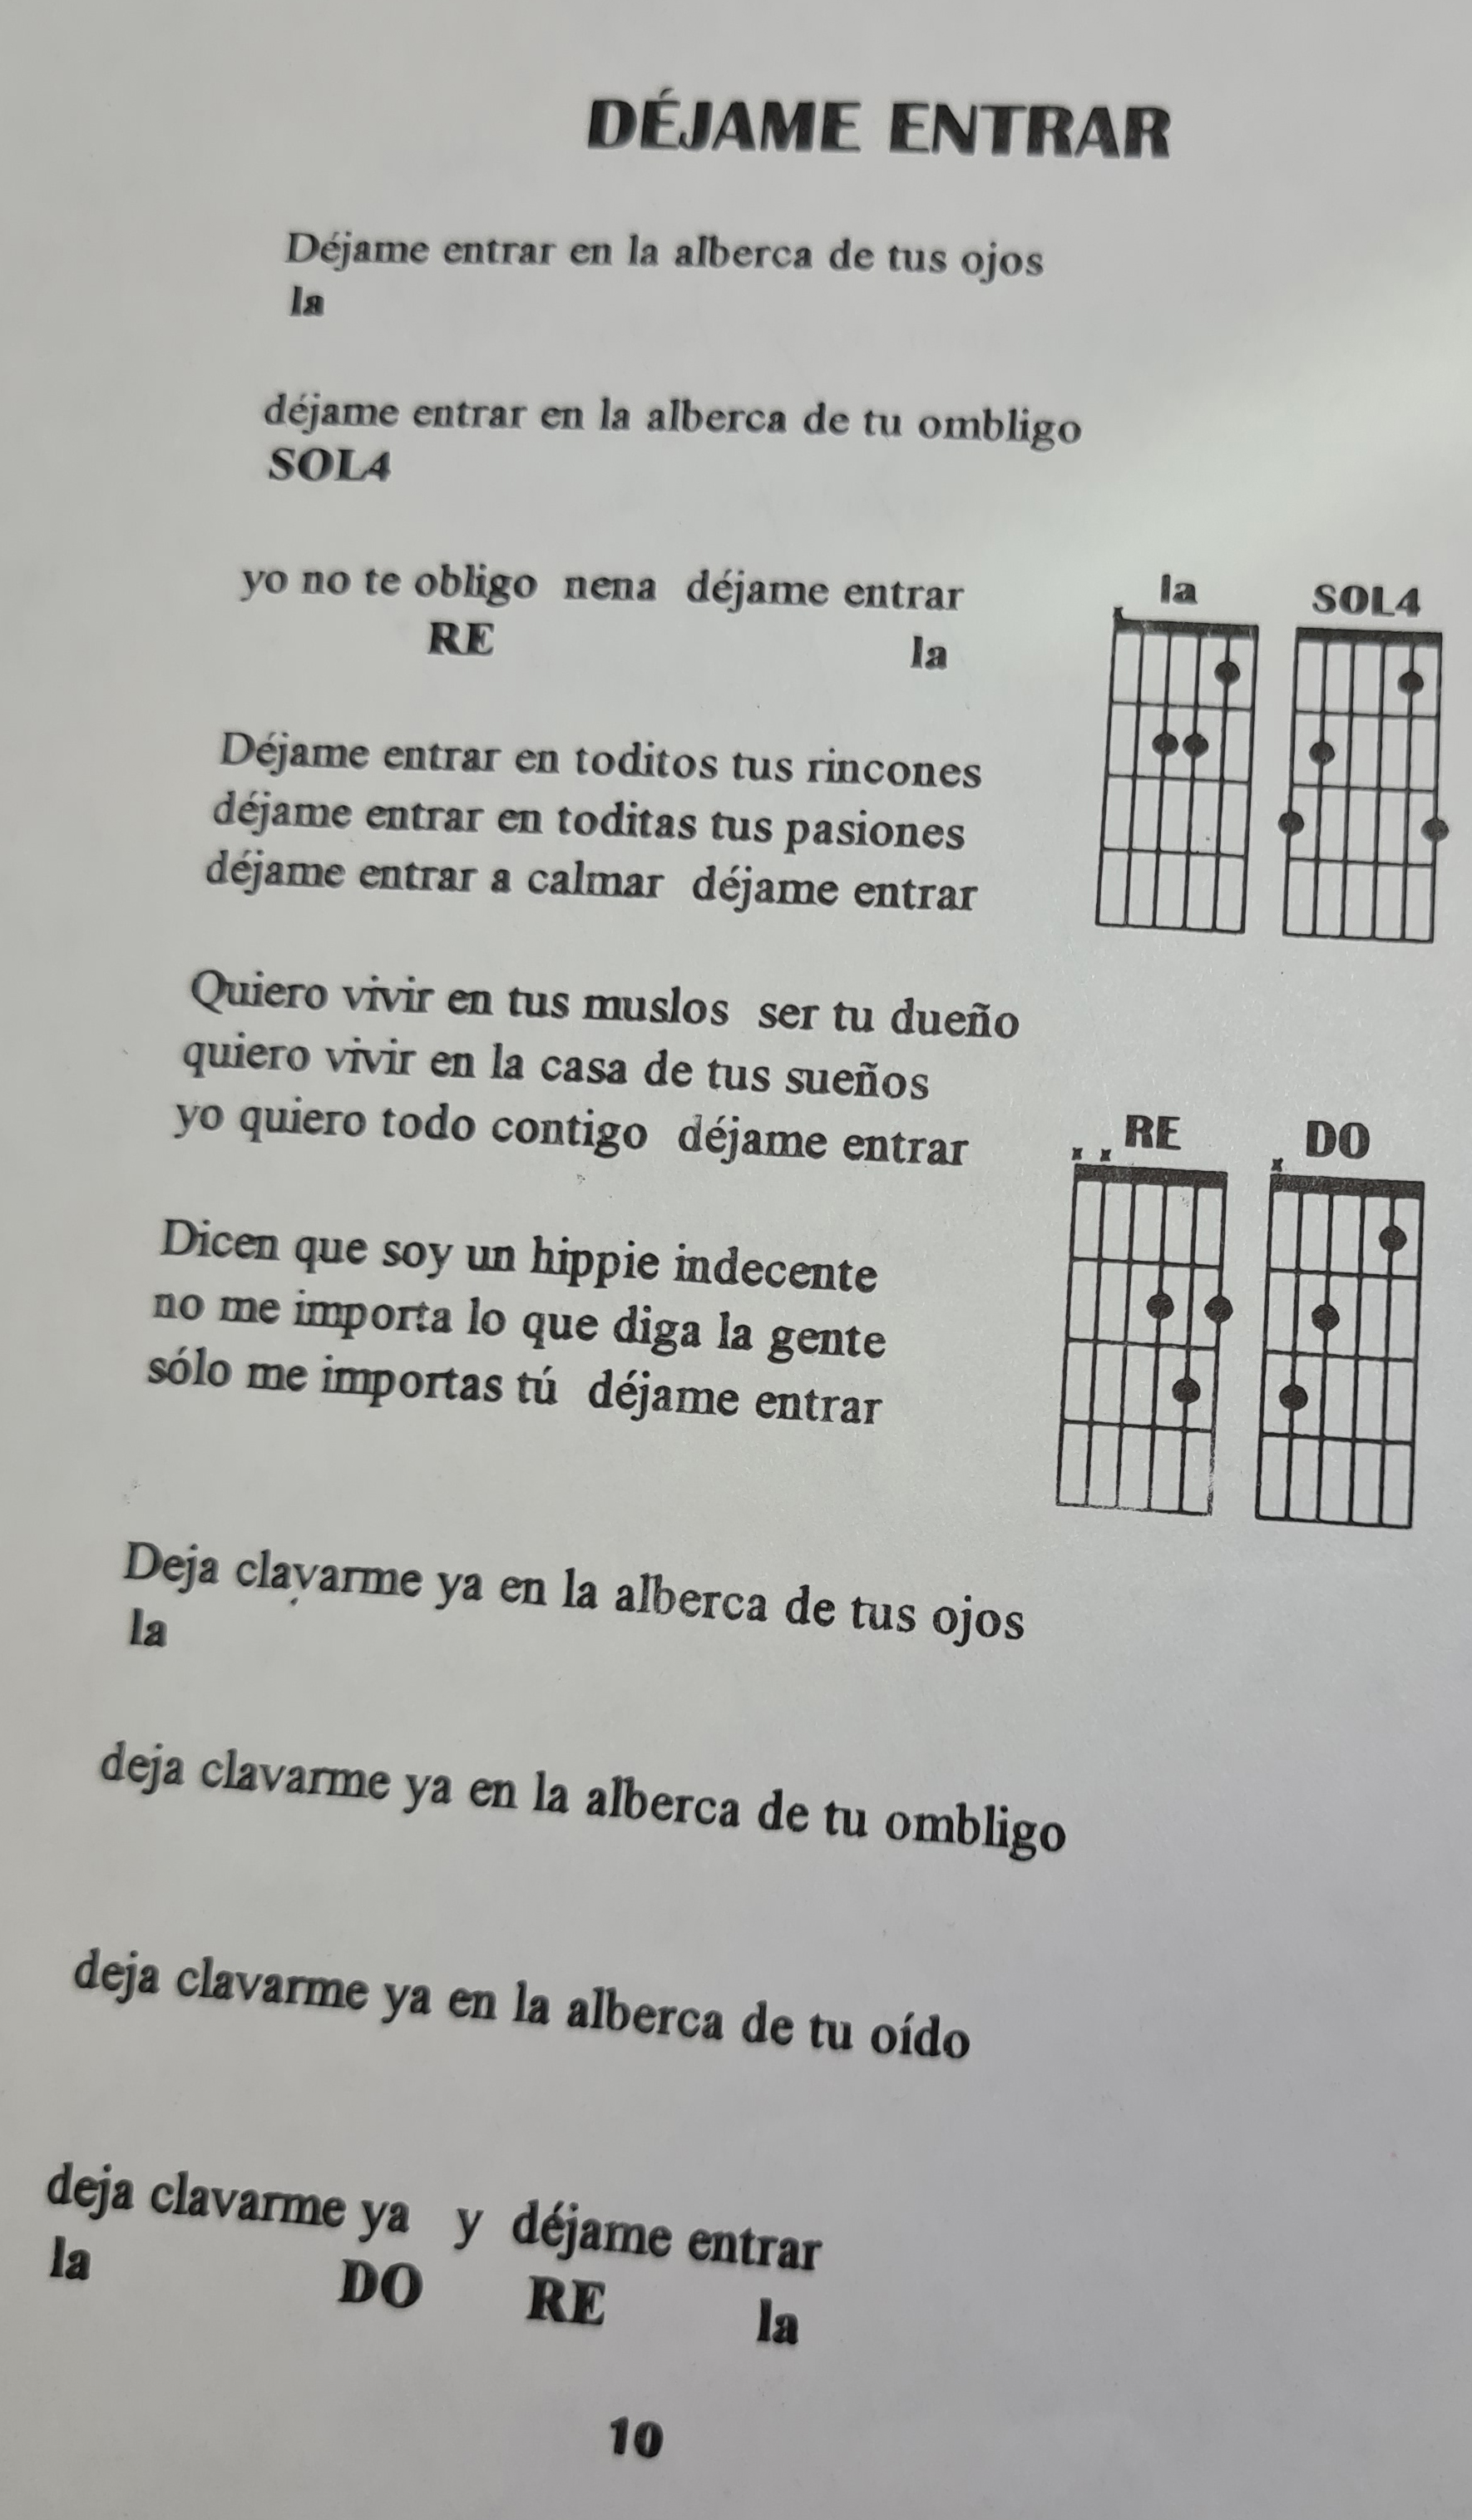 DÉJAME ENTRAR
Déjame entrar en la alberca de tus ojos
la
déjame entrar en la alberca de tu ombligo
SOL4
yo no te obligo nena déjame entrar
RE la
la SOL4
x
Déjame entrar en toditos tus rincones
déjame entrar en toditas tus pasiones
déjame entrar a calmar déjame entrar
Quiero vivir en tus muslos ser tu dueño
quiero vivir en la casa de tus sueños
yo quiero todo contigo déjame entrar
RE DO
x x x
Dicen que soy un hippie indecente
no me importa lo que diga la gente
sólo me importas tú déjame entrar
Deja clavarme ya en la alberca de tus ojos
la
deja clavarme ya en la alberca de tu ombligo
deja clavarme ya en la alberca de tu oído
deja clavarme ya y déjame entrar
la DO RE la
10